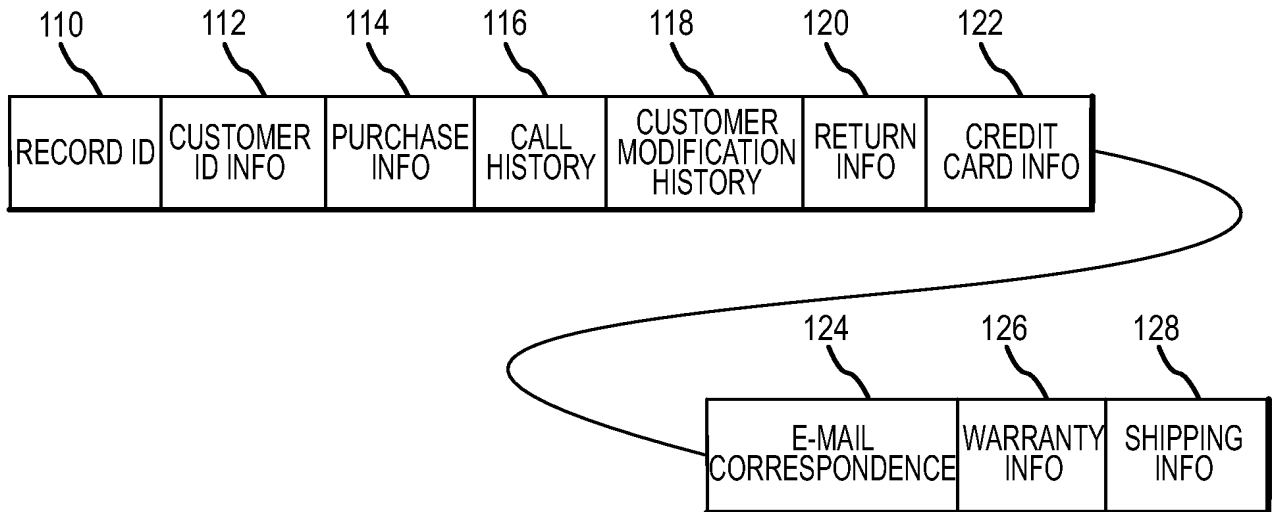 110 112 114 116 118 120 122
RECORD ID
CUSTOMER
ID INFO
PURCHASE
INFO
CALL
HISTORY
CUSTOMER
MODIFICATION
HISTORY
RETURN
INFO
CREDIT
CARD INFO
124 126 128
E-MAIL
CORRESPONDENCE
WARRANTY
INFO
SHIPPING
INFO